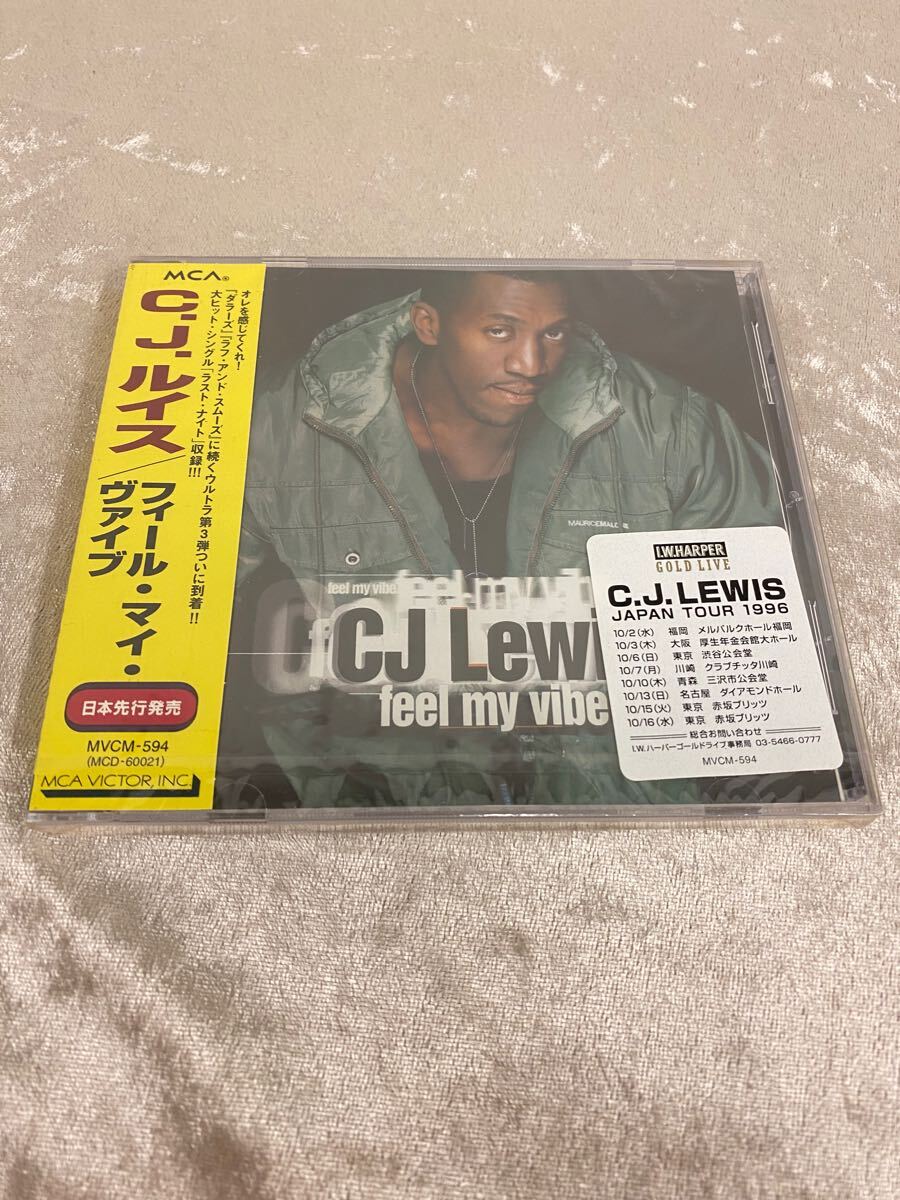 MCA®
オレを感じてくれ！
「ダラーズ」「ラフ・アンド・スムーズ」に続くウルトラ第3弾ついに到着!!
大ヒット・シングル「ラスト・ナイト」収録!!!
C.J.ルイス／
フィール・マイ・
ヴァイブ
日本先行発売
MVCM-594
(MCD-60021)
MCA VICTOR, INC.
feel my vibe
feel my vib
CJ Lewi
feel my vibe
I.W.HARPER
GOLD LIVE
C.J. LEWIS
JAPAN TOUR 1996
10/2(水) 福岡 メルパルクホール福岡
10/3(木) 大阪 厚生年金会館大ホール
10/6(日) 東京 渋谷公会堂
10/7(月) 川崎 クラブチッタ川崎
10/10(木) 青森 三沢市公会堂
10/13(日) 名古屋 ダイアモンドホール
10/15(火) 東京 赤坂ブリッツ
10/16(水) 東京 赤坂ブリッツ
総合お問い合わせ
I.W.ハーパーゴールドライブ事務局 03-5466-0777
MVCM-594